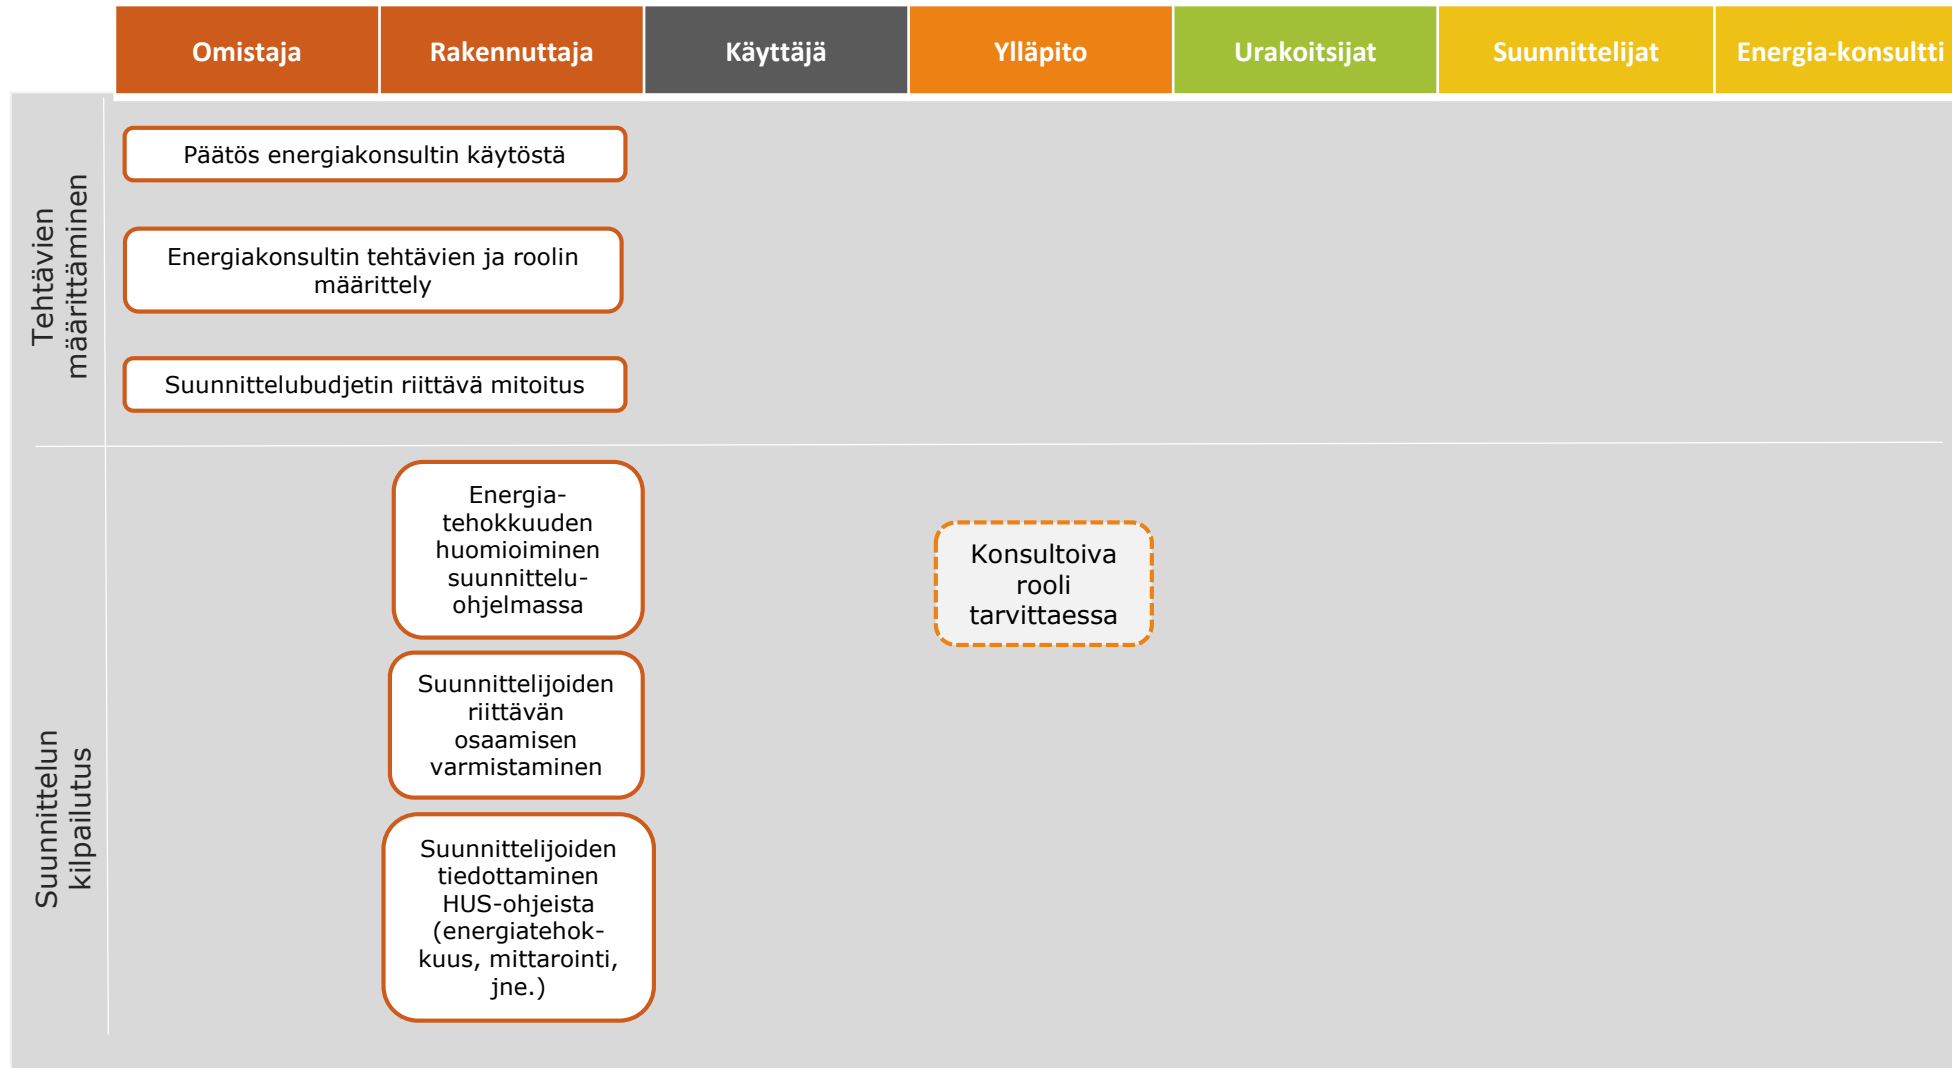 Omistaja
Rakennuttaja
Käyttäjä
Ylläpito
Urakoitsijat
Suunnittelijat
Energia-konsultti
Tehtävien
määrittäminen
Päätös energiakonsultin käytöstä
Energiakonsultin tehtävien ja roolin
määrittely
Suunnittelubudjetin riittävä mitoitus
Suunnittelun
kilpailutus
Energia-
tehokkuuden
huomioiminen
suunnittelu-
ohjelmassa
Konsultoiva
rooli
tarvittaessa
Suunnittelijoiden
riittävän
osaamisen
varmistaminen
Suunnittelijoiden
tiedottaminen
HUS-ohjeista
(energiatehok-
kuus, mittarointi,
jne.)